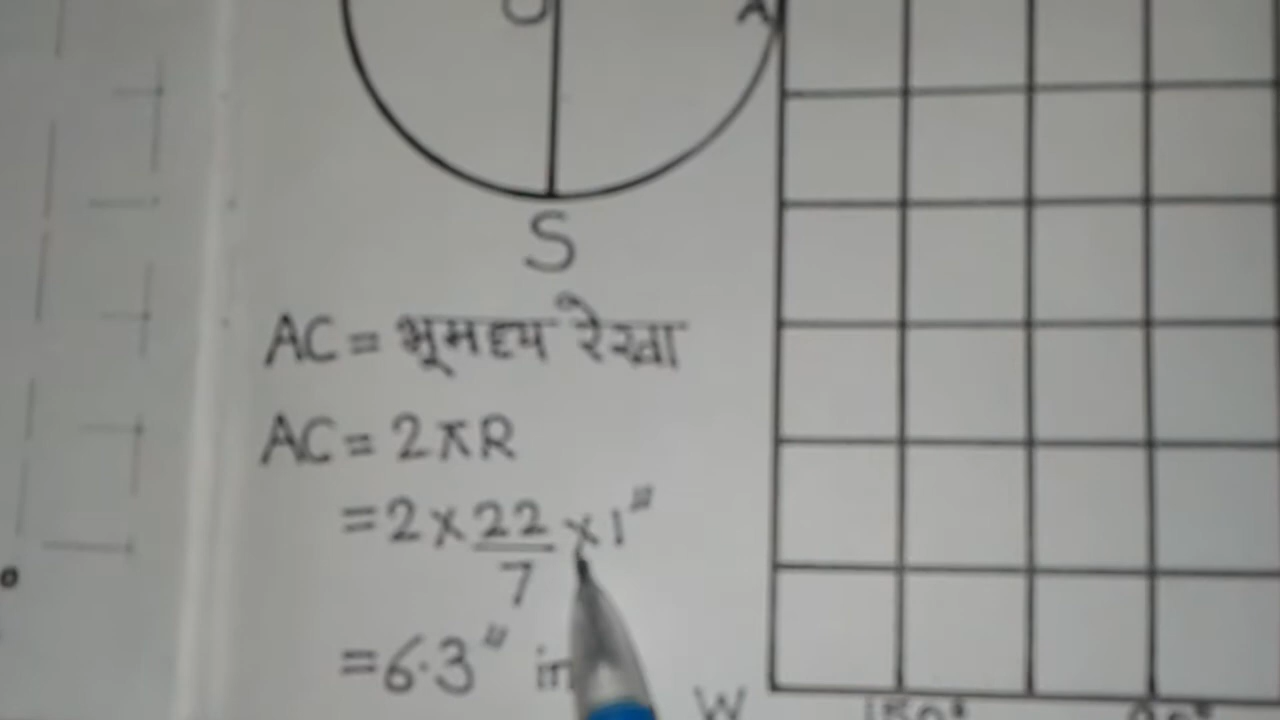 S
AC = भूमध्य रेखा
AC = 2πR
= 2 × 22/7 × 1"
= 6.3" in
W